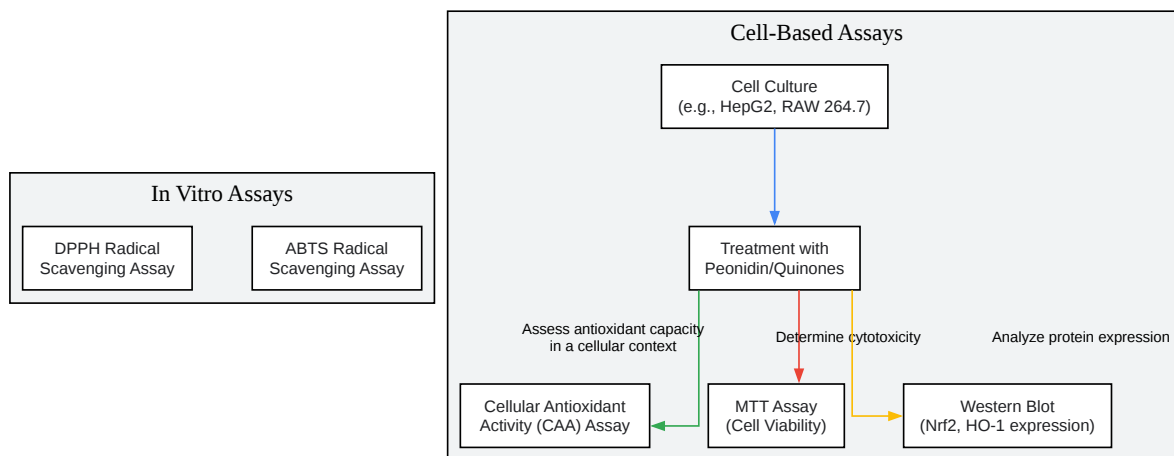 Cell-Based Assays
Cell Culture
(e.g., HepG2, RAW 264.7)
In Vitro Assays
DPPH Radical
Scavenging Assay
ABTS Radical
Scavenging Assay
Treatment with
Peonidin/Quinones
Assess antioxidant capacity
in a cellular context
Determine cytotoxicity
Analyze protein expression
Cellular Antioxidant
Activity (CAA) Assay
MTT Assay
(Cell Viability)
Western Blot
(Nrf2, HO-1 expression)